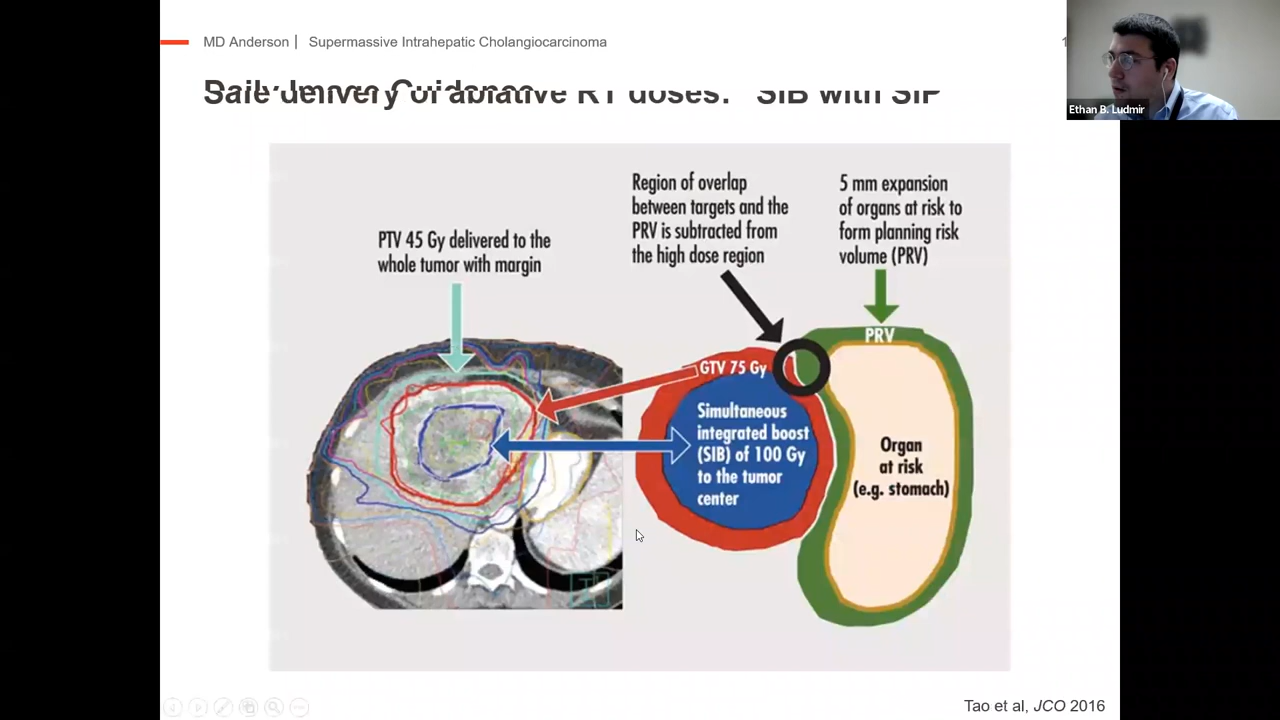 MD Anderson | Supermassive Intrahepatic Cholangiocarcinoma
1
Ethan B. Ludmir
Safe delivery of ablative RT doses: "SIB with SIP"
Region of overlap
between targets and the
PRV is subtracted from
the high dose region
5 mm expansion
of organs at risk to
form planning risk
volume (PRV)
PTV 45 Gy delivered to the
whole tumor with margin
PRV
GTV 75 Gy
Simultaneous
integrated boost
(SIB) of 100 Gy
to the tumor
center
Organ
at risk
(e.g. stomach)
Tao et al, JCO 2016